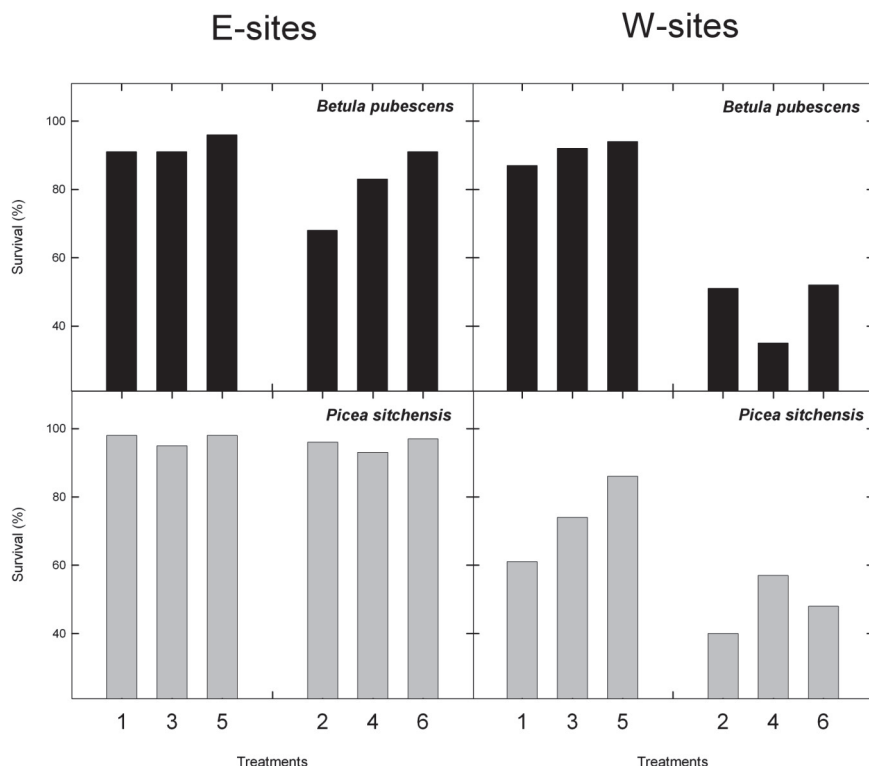 E-sites W-sites
Betula pubescens Betula pubescens
100
80
60
40
Survival (%)
Picea sitchensis Picea sitchensis
100
80
60
40
Survival (%)
1 3 5 2 4 6 1 3 5 2 4 6
Treatments Treatments